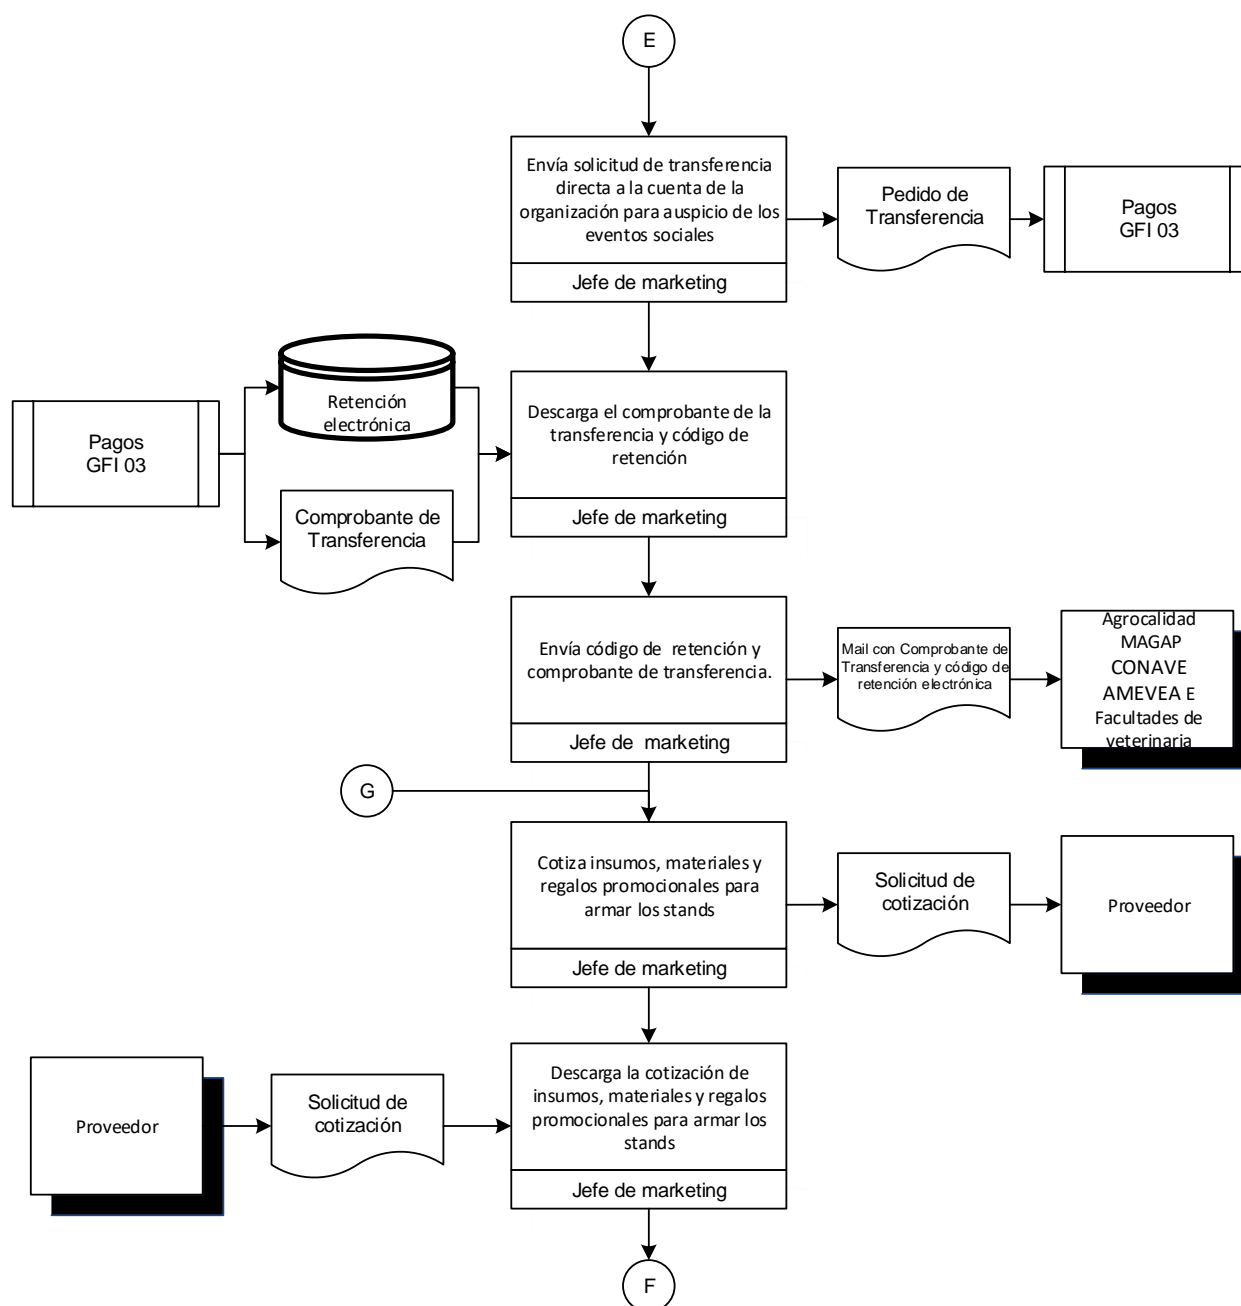 E
Envía solicitud de transferencia
directa a la cuenta de la
organización para auspicio de los
eventos sociales
Jefe de marketing
Pedido de
Transferencia
Pagos
GFI 03
Pagos
GFI 03
Retención
electrónica
Comprobante de
Transferencia
Descarga el comprobante de la
transferencia y código de
retención
Jefe de marketing
Envía código de retención y
comprobante de transferencia.
Jefe de marketing
Mail con Comprobante de
Transferencia y código de
retención electrónica
Agrocalidad
MAGAP
CONAVE
AMEVEA E
Facultades de
veterinaria
G
Cotiza insumos, materiales y
regalos promocionales para
armar los stands
Jefe de marketing
Solicitud de
cotización
Proveedor
Proveedor
Solicitud de
cotización
Descarga la cotización de
insumos, materiales y regalos
promocionales para armar los
stands
Jefe de marketing
F